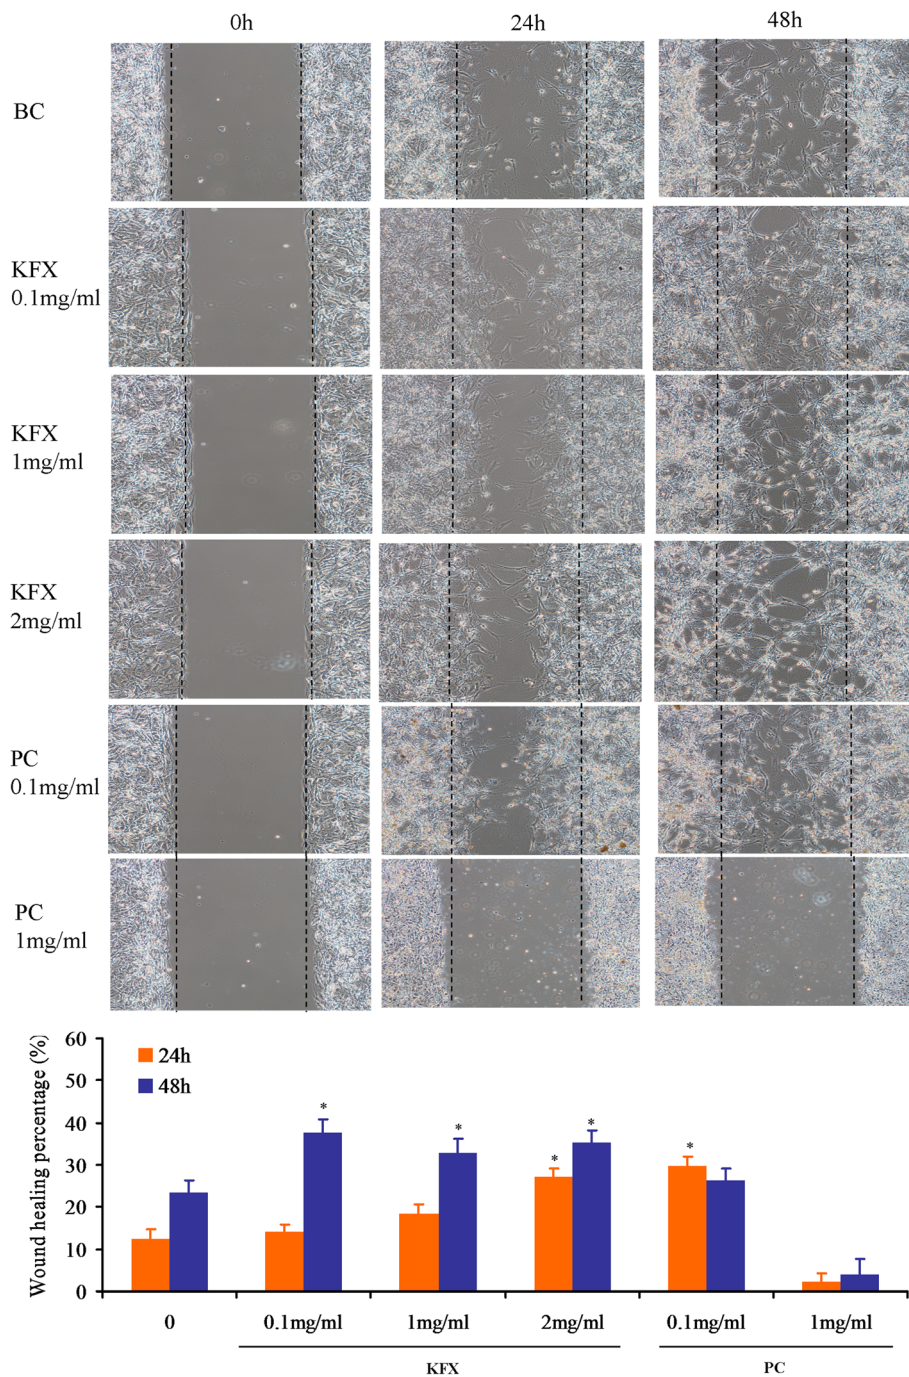 0h 24h 48h
BC
KFX
0.1mg/ml
KFX
1mg/ml
KFX
2mg/ml
PC
0.1mg/ml
PC
1mg/ml
Wound healing percentage (%)
60
50
40
30
20
10
0
24h
48h
* * * * *
0 0.1mg/ml 1mg/ml 2mg/ml 0.1mg/ml 1mg/ml
KFX PC